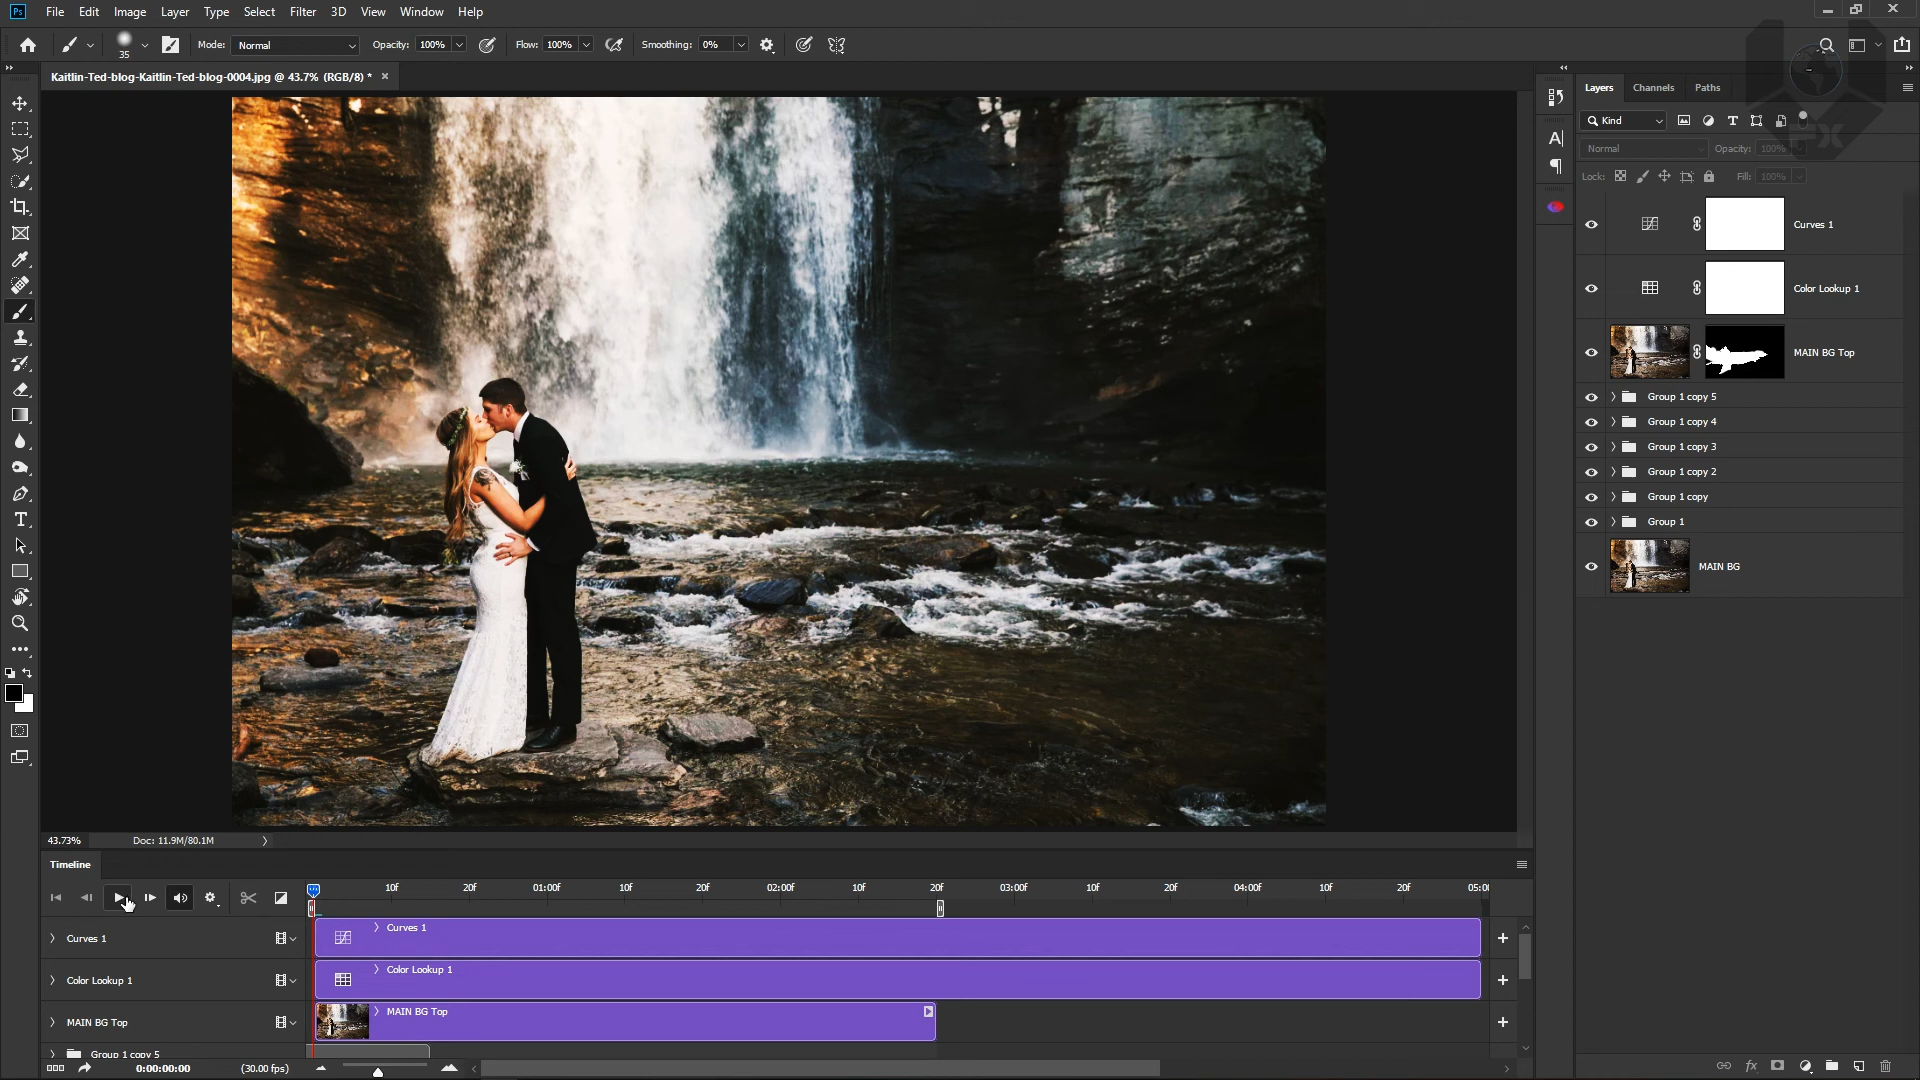 Ps File Edit Image Layer Type Select Filter 3D View Window Help
35 Mode: Normal Opacity: 100% Flow: 100% Smoothing: 0%
Kaitlin-Ted-blog-Kaitlin-Ted-blog-0004.jpg @ 43.7% (RGB/8) *
Layers Channels Paths
Kind
Normal Opacity: 100%
Lock: Fill: 100%
Curves 1
Color Lookup 1
MAIN BG Top
Group 1 copy 5
Group 1 copy 4
Group 1 copy 3
Group 1 copy 2
Group 1 copy
Group 1
MAIN BG
43.73% Doc: 11.9M/80.1M
Timeline
10f 20f 01:00f 10f 20f 02:00f 10f 20f 03:00f 10f 20f 04:00f 10f 20f 05:0
Curves 1 Curves 1
Color Lookup 1 Color Lookup 1
MAIN BG Top MAIN BG Top
Group 1 copy 5
0:00:00:00 (30.00 fps)